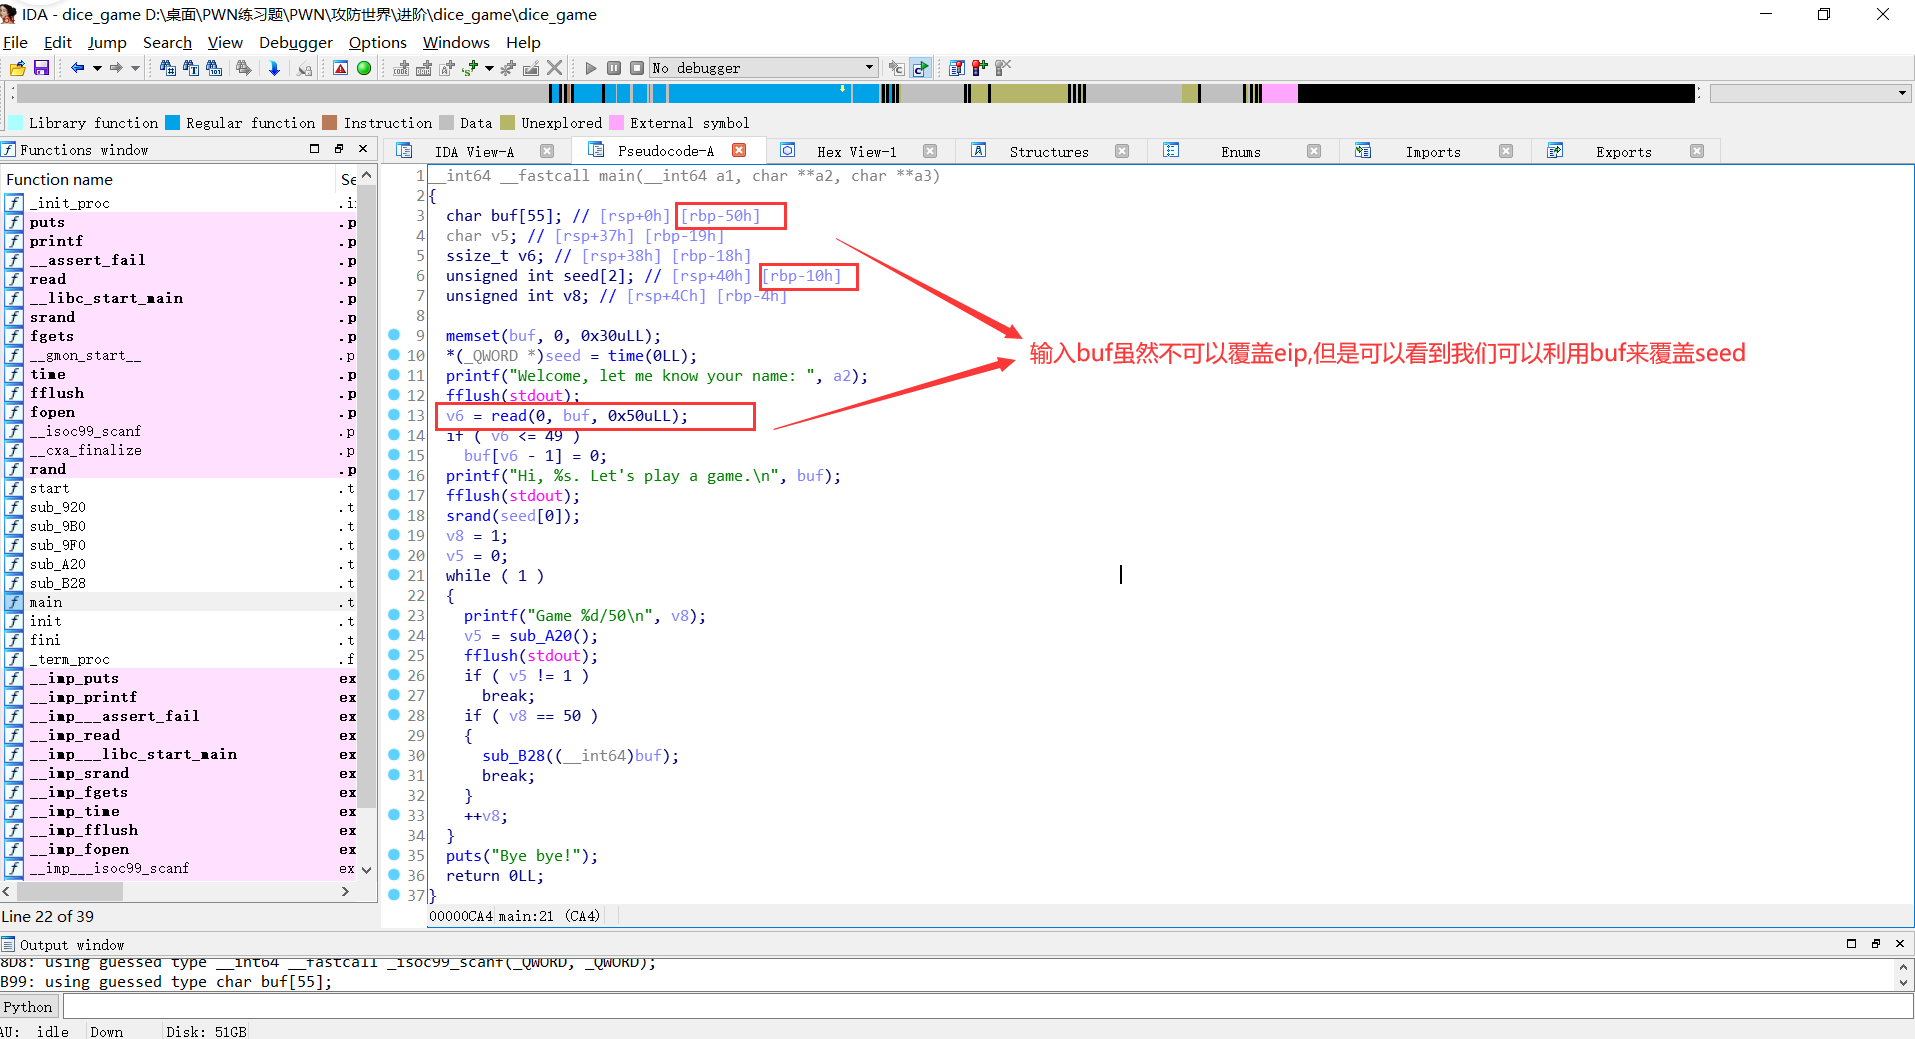 IDA - dice_game D:\桌面\PWN练习题\PWN\攻防世界\进阶\dice_game\dice_game
File Edit Jump Search View Debugger Options Windows Help
No debugger
Library function Regular function Instruction Data Unexplored External symbol
Functions window
IDA View-A Pseudocode-A Hex View-1 Structures Enums Imports Exports
Function name Se
_init_proc .i
puts .p
printf .p
__assert_fail .p
read .p
__libc_start_main .p
srand .p
fgets .p
__gmon_start__ .p
time .p
fflush .p
fopen .p
__isoc99_scanf .p
__cxa_finalize .p
rand .p
start .t
sub_920 .t
sub_9B0 .t
sub_9F0 .t
sub_A20 .t
sub_B28 .t
main .t
init .t
fini .t
_term_proc .f
__imp_puts ex
__imp_printf ex
__imp___assert_fail ex
__imp_read ex
__imp___libc_start_main ex
__imp_srand ex
__imp_fgets ex
__imp_time ex
__imp_fflush ex
__imp_fopen ex
__imp___isoc99_scanf ex
Line 22 of 39
1 __int64 __fastcall main(__int64 a1, char **a2, char **a3)
2 {
3 char buf[55]; // [rsp+0h] [rbp-50h]
4 char v5; // [rsp+37h] [rbp-19h]
5 ssize_t v6; // [rsp+38h] [rbp-18h]
6 unsigned int seed[2]; // [rsp+40h] [rbp-10h]
7 unsigned int v8; // [rsp+4Ch] [rbp-4h]
8
9 memset(buf, 0, 0x30uLL);
10 *(_QWORD *)seed = time(0LL);
11 printf("Welcome, let me know your name: ", a2);
12 fflush(stdout);
13 v6 = read(0, buf, 0x50uLL);
14 if ( v6 <= 49 )
15 buf[v6 - 1] = 0;
16 printf("Hi, %s. Let's play a game.\n", buf);
17 fflush(stdout);
18 srand(seed[0]);
19 v8 = 1;
20 v5 = 0;
21 while ( 1 )
22 {
23 printf("Game %d/50\n", v8);
24 v5 = sub_A20();
25 fflush(stdout);
26 if ( v5 != 1 )
27 break;
28 if ( v8 == 50 )
29 {
30 sub_B28((__int64)buf);
31 break;
32 }
33 ++v8;
34 }
35 puts("Bye bye!");
36 return 0LL;
37 }
输入buf虽然不可以覆盖eip,但是可以看到我们可以利用buf来覆盖seed
00000CA4 main:21 (CA4)
Output window
8D8: using guessed type __int64 __fastcall _isoc99_scanf(_QWORD, _QWORD);
B99: using guessed type char buf[55];
Python
AU: idle Down Disk: 51GB